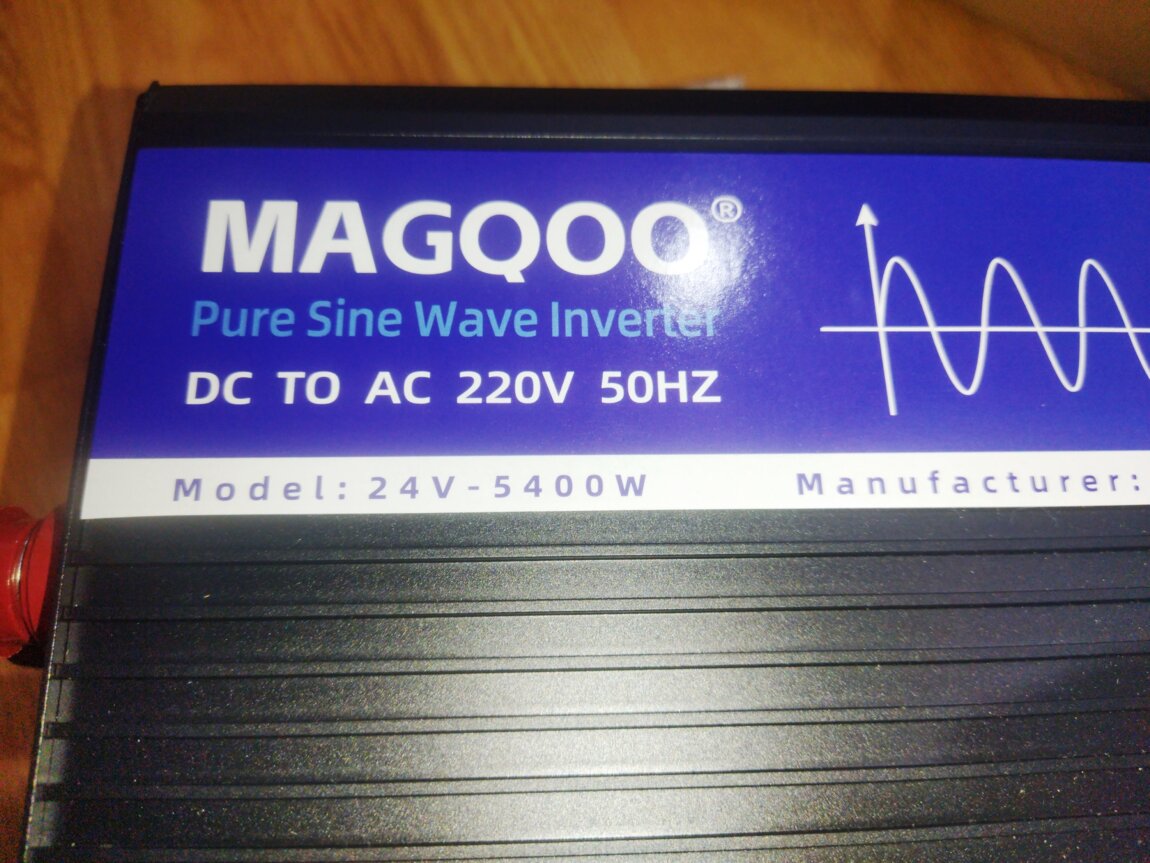 MAGQOO®
Pure Sine Wave Inverter
DC TO AC 220V 50HZ
Model: 24V-5400W
Manufacturer: